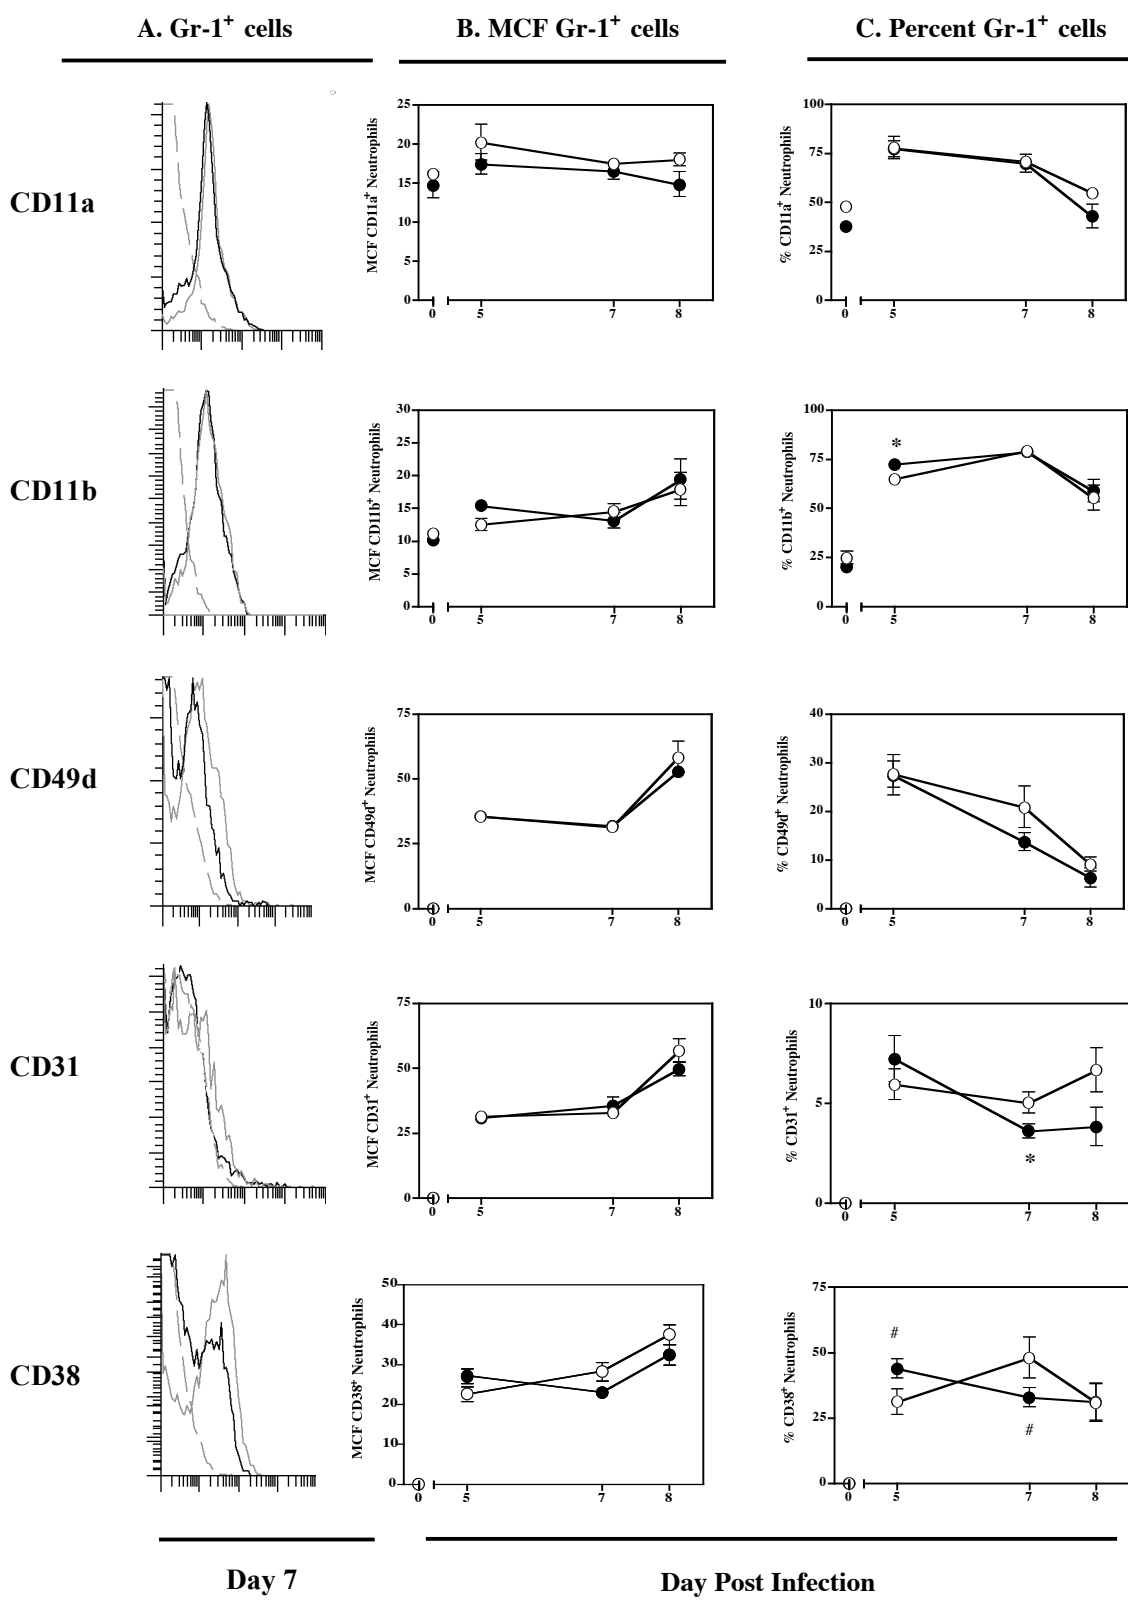 A. Gr-1+ cells
B. MCF Gr-1+ cells
C. Percent Gr-1+ cells
CD11a
MCF CD11a+ Neutrophils
25
20
15
10
5
0
0 5 7 8
% CD11a+ Neutrophils
100
75
50
25
0
0 5 7 8
CD11b
MCF CD11b+ Neutrophils
30
25
20
15
10
5
0
0 5 7 8
% CD11b+ Neutrophils
100
75
50
25
0
*
0 5 7 8
CD49d
MCF CD49d+ Neutrophils
75
50
25
0
0 5 7 8
% CD49d+ Neutrophils
40
30
20
10
0
0 5 7 8
CD31
MCF CD31+ Neutrophils
75
50
25
0
0 5 7 8
% CD31+ Neutrophils
10
5
0
*
0 5 7 8
CD38
MCF CD38+ Neutrophils
50
40
30
20
10
0
0 5 7 8
% CD38+ Neutrophils
75
50
25
0
#
#
0 5 7 8
Day 7
Day Post Infection